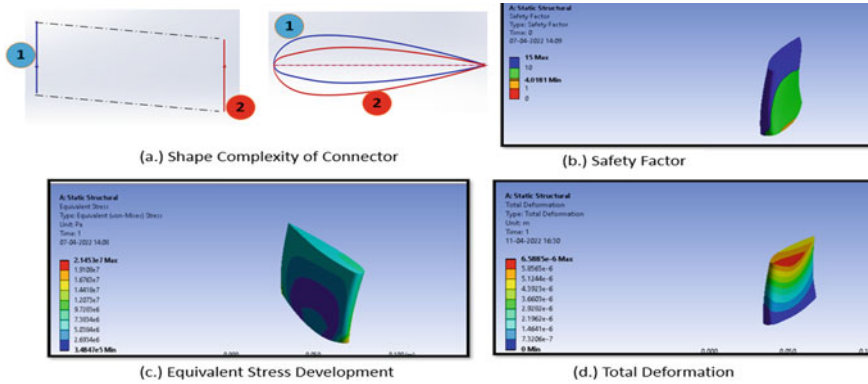 1
2
1
2
(a.) Shape Complexity of Connector
A: Static Structural
Safety Factor
Type: Safety Factor
Time: 0
07-04-2022 14:09
15 Max
10
4.0181 Min
1
0
(b.) Safety Factor
A: Static Structural
Equivalent Stress
Type: Equivalent (von-Mises) Stress
Unit: Pa
Time: 1
07-04-2022 14:08
2.1453e7 Max
1.9108e7
1.6763e7
1.4418e7
1.2073e7
9.7285e6
7.3834e6
5.0384e6
2.6934e6
3.4847e5 Min
0.000
0.050
0.100 (m)
(c.) Equivalent Stress Development
A: Static Structural
Total Deformation
Type: Total Deformation
Unit: m
Time: 1
11-04-2022 16:50
6.5885e-6 Max
5.8565e-6
5.1244e-6
4.3923e-6
3.6603e-6
2.9282e-6
2.1962e-6
1.4641e-6
7.3206e-7
0 Min
0.000
0.050
(d.) Total Deformation